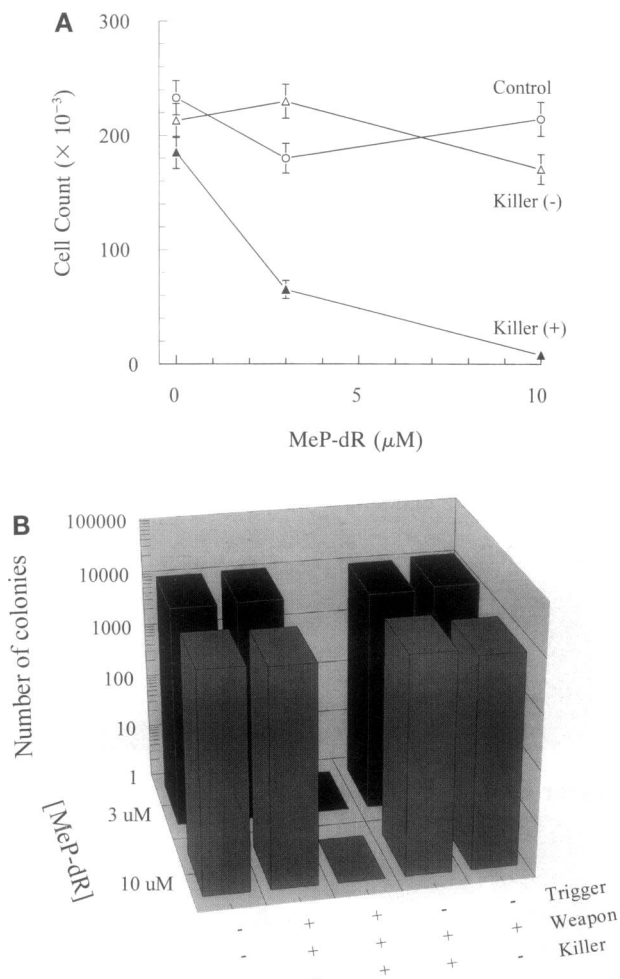 A
300
200
100
0
Cell Count (× 10⁻³)
Control
Killer (-)
Killer (+)
0 5 10
MeP-dR (μM)
B
100000
10000
1000
100
10
1
Number of colonies
3 uM
10 uM
[MeP-dR]
- + + - - Trigger
- + + + + Weapon
+ + - Killer